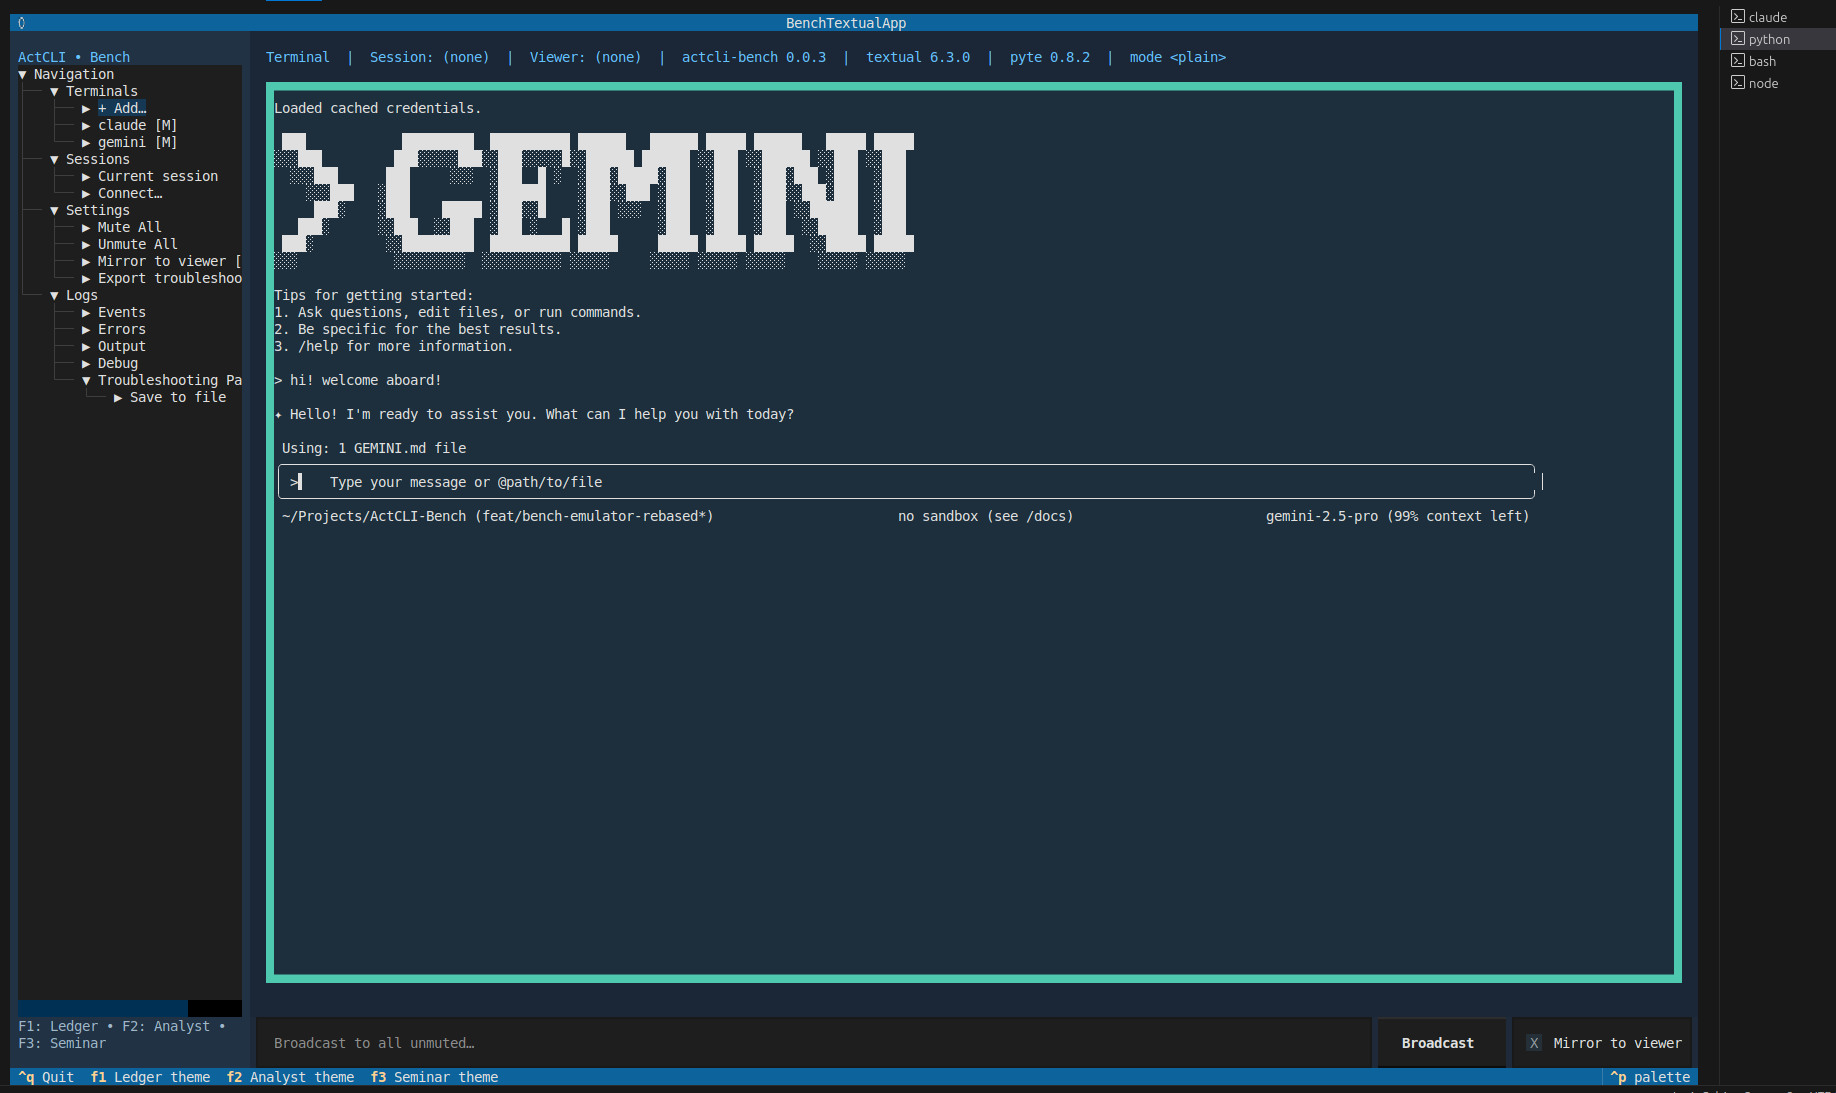 BenchTextualApp
ActCLI • Bench
▼ Navigation
▼ Terminals
▶ + Add…
▶ claude [M]
▶ gemini [M]
▼ Sessions
▶ Current session
▶ Connect…
▼ Settings
▶ Mute All
▶ Unmute All
▶ Mirror to viewer [
▶ Export troubleshoo
▼ Logs
▶ Events
▶ Errors
▶ Output
▶ Debug
▼ Troubleshooting Pa
▶ Save to file
F1: Ledger • F2: Analyst •
F3: Seminar
Terminal | Session: (none) | Viewer: (none) | actcli-bench 0.0.3 | textual 6.3.0 | pyte 0.8.2 | mode <plain>
Loaded cached credentials.
> GEMINI
Tips for getting started:
1. Ask questions, edit files, or run commands.
2. Be specific for the best results.
3. /help for more information.
> hi! welcome aboard!
✦ Hello! I'm ready to assist you. What can I help you with today?
Using: 1 GEMINI.md file
> Type your message or @path/to/file
~/Projects/ActCLI-Bench (feat/bench-emulator-rebased*) no sandbox (see /docs) gemini-2.5-pro (99% context left)
Broadcast to all unmuted…
Broadcast
X Mirror to viewer
^q Quit f1 Ledger theme f2 Analyst theme f3 Seminar theme
^p palette
claude
python
bash
node